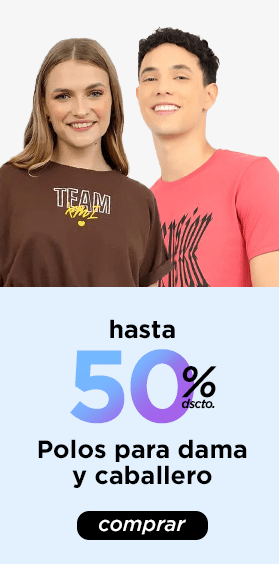 TEAM
hasta
50%
dscto.
Polos para dama
y caballero
comprar